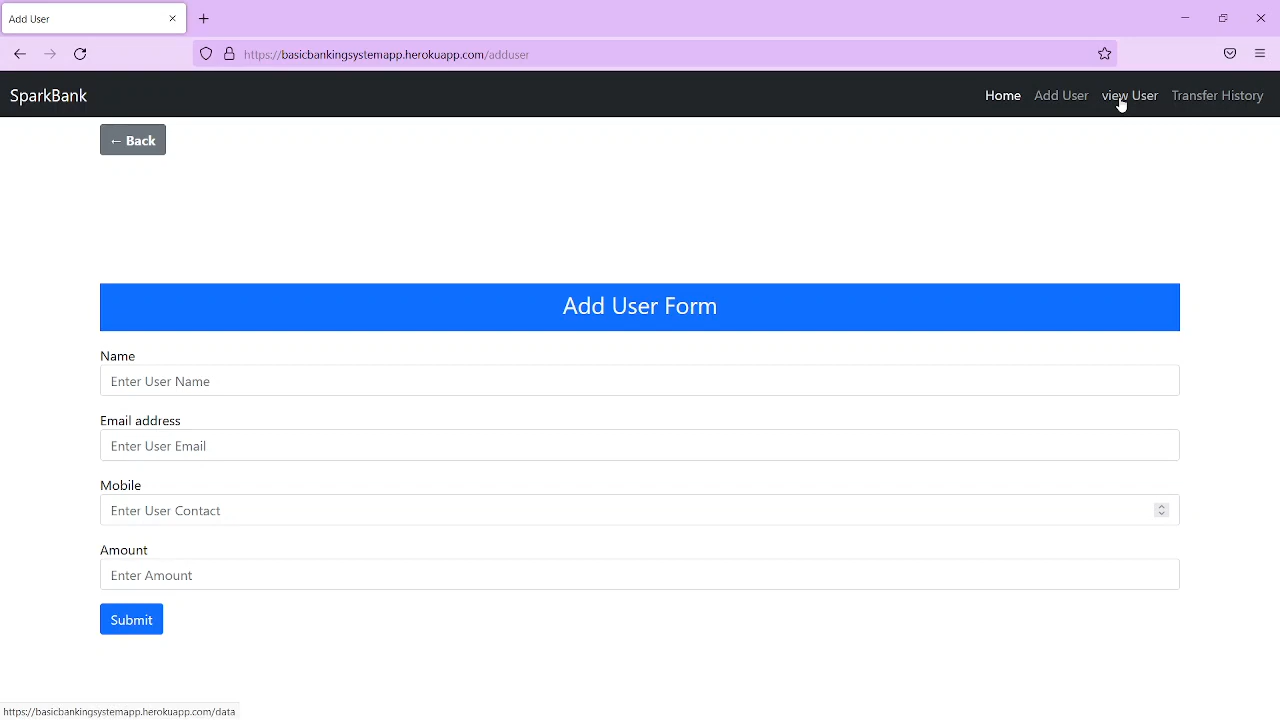 Add User
https://basicbankingsystemapp.herokuapp.com/adduser
SparkBank
Home Add User view User Transfer History
← Back
Add User Form
Name
Enter User Name
Email address
Enter User Email
Mobile
Enter User Contact
Amount
Enter Amount
Submit
https://basicbankingsystemapp.herokuapp.com/data